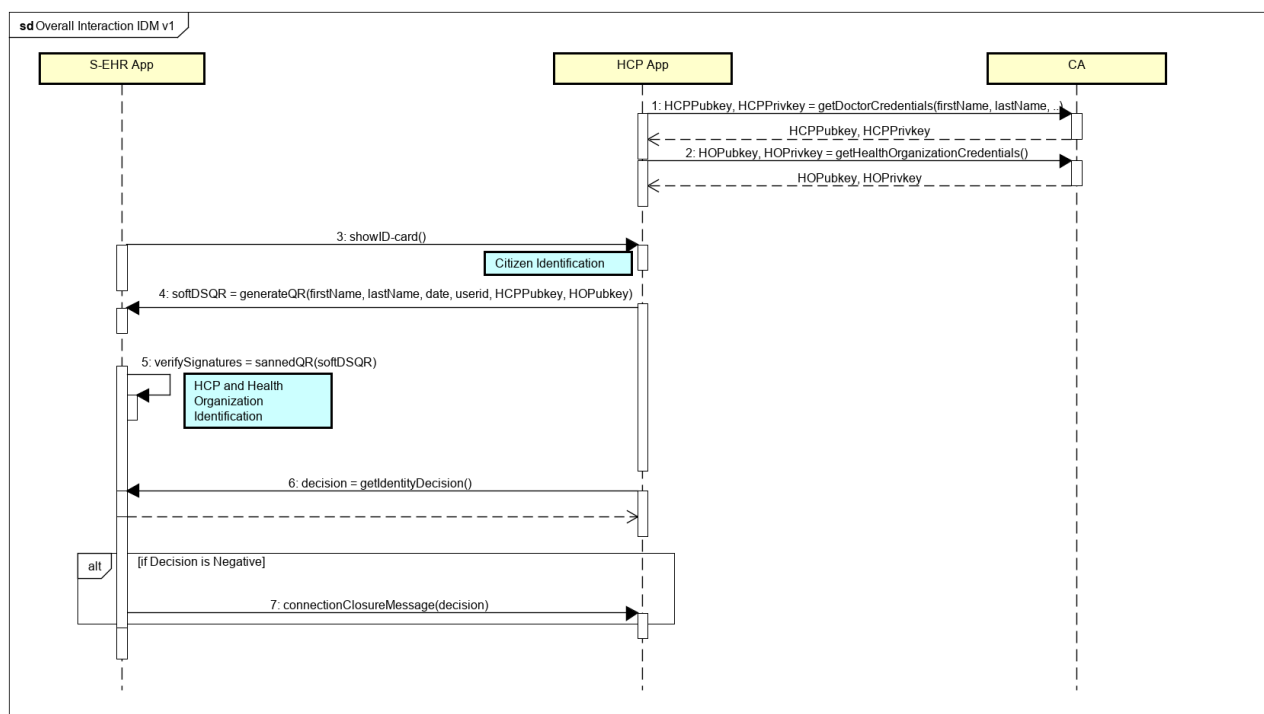 sd Overall Interaction IDM v1
S-EHR App
HCP App
CA
1: HCPPubkey, HCPPrivkey = getDoctorCredentials(firstName, lastName, ..)
HCPPubkey, HCPPrivkey
2: HOPubkey, HOPrivkey = getHealthOrganizationCredentials()
HOPubkey, HOPrivkey
3: showID-card()
Citizen Identification
4: softDSQR = generateQR(firstName, lastName, date, userid, HCPPubkey, HOPubkey)
5: verifySignatures = sannedQR(softDSQR)
HCP and Health
Organization
Identification
6: decision = getIdentityDecision()
alt
[if Decision is Negative]
7: connectionClosureMessage(decision)